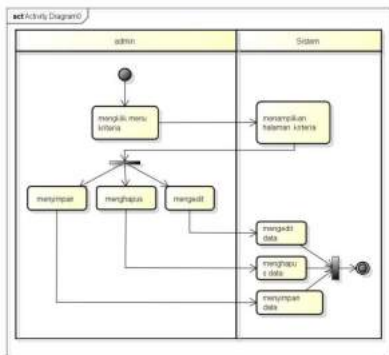 act Activity Diagram0
admin
Sistem
mengklik menu
kriteria
menampilkan
halaman kriteria
menyimpan
menghapus
mengedit
mengedit
data
menghapu
s data
menyimpan
data